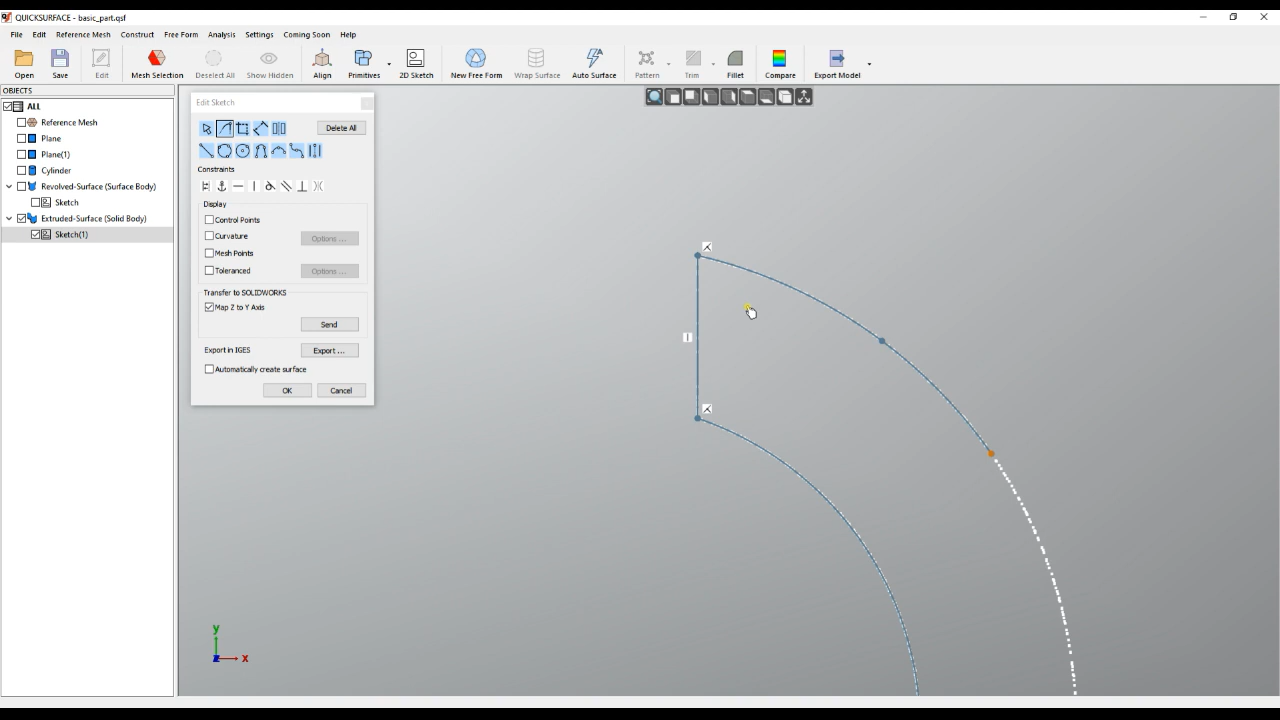 QUICKSURFACE - basic_part.qsf
File Edit Reference Mesh Construct Free Form Analysis Settings Coming Soon Help
Open Save Edit Mesh Selection Deselect All Show Hidden Align Primitives 2D Sketch New Free Form Wrap Surface Auto Surface Pattern Trim Fillet Compare Export Model
OBJECTS
ALL
Reference Mesh
Plane
Plane(1)
Cylinder
Revolved-Surface (Surface Body)
Sketch
Extruded-Surface (Solid Body)
Sketch(1)
Edit Sketch
Delete All
Constraints
Display
Control Points
Curvature Options ...
Mesh Points
Toleranced Options ...
Transfer to SOLIDWORKS
Map Z to Y Axis
Send
Export in IGES Export ...
Automatically create surface
OK Cancel
y
z x